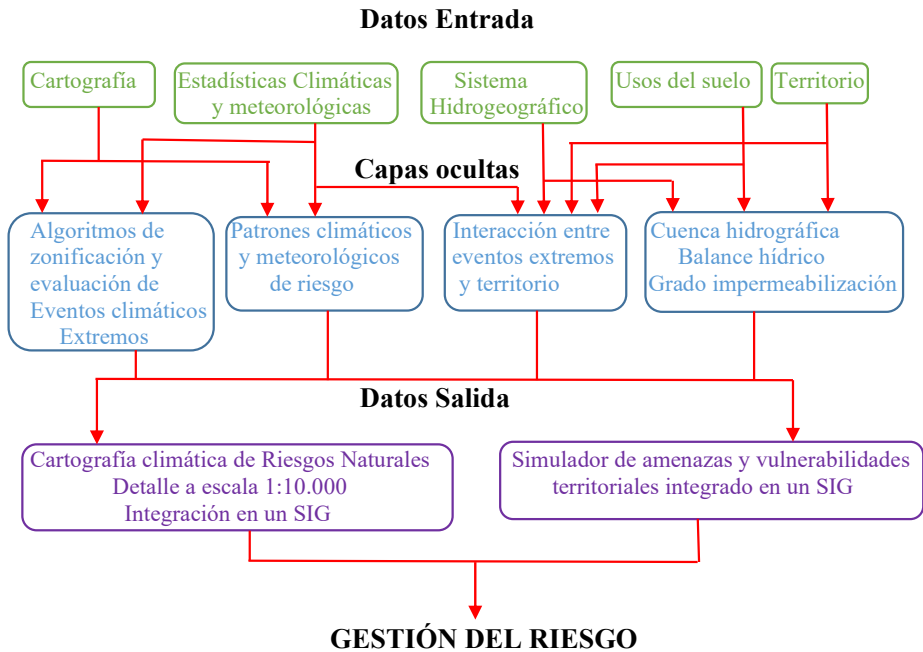 Datos Entrada
Cartografía
Estadísticas Climáticas
y meteorológicas
Sistema
Hidrogeográfico
Usos del suelo
Territorio
Capas ocultas
Algoritmos de
zonificación y
evaluación de
Eventos climáticos
Extremos
Patrones climáticos
y meteorológicos
de riesgo
Interacción entre
eventos extremos
y territorio
Cuenca hidrográfica
Balance hídrico
Grado impermeabilización
Datos Salida
Cartografía climática de Riesgos Naturales
Detalle a escala 1:10.000
Integración en un SIG
Simulador de amenazas y vulnerabilidades
territoriales integrado en un SIG
GESTIÓN DEL RIESGO